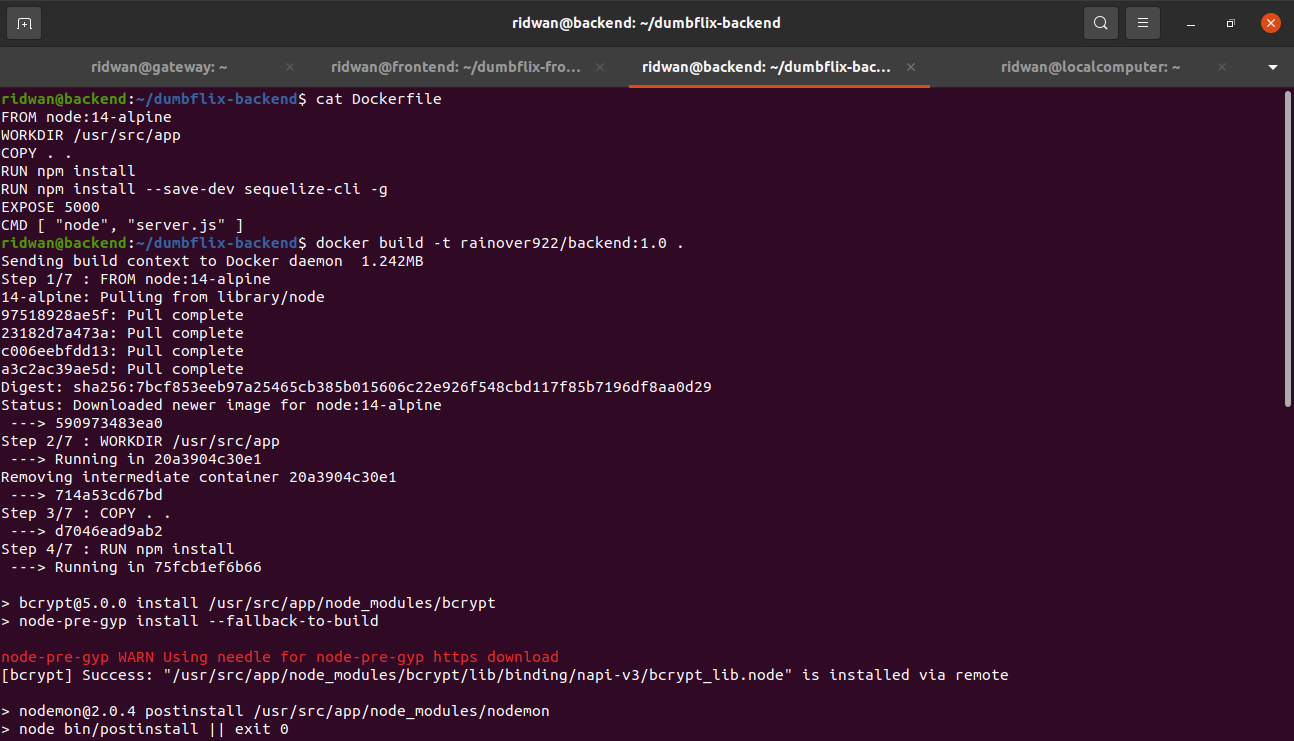 ridwan@backend: ~/dumbflix-backend
ridwan@gateway: ~
ridwan@frontend: ~/dumbflix-fro...
ridwan@backend: ~/dumbflix-bac...
ridwan@localcomputer: ~
ridwan@backend:~/dumbflix-backend$ cat Dockerfile
FROM node:14-alpine
WORKDIR /usr/src/app
COPY . .
RUN npm install
RUN npm install --save-dev sequelize-cli -g
EXPOSE 5000
CMD [ "node", "server.js" ]
ridwan@backend:~/dumbflix-backend$ docker build -t rainover922/backend:1.0 .
Sending build context to Docker daemon  1.242MB
Step 1/7 : FROM node:14-alpine
14-alpine: Pulling from library/node
97518928ae5f: Pull complete
23182d7a473a: Pull complete
c006eebfdd13: Pull complete
a3c2ac39ae5d: Pull complete
Digest: sha256:7bcf853eeb97a25465cb385b015606c22e926f548cbd117f85b7196df8aa0d29
Status: Downloaded newer image for node:14-alpine
 ---> 590973483ea0
Step 2/7 : WORKDIR /usr/src/app
 ---> Running in 20a3904c30e1
Removing intermediate container 20a3904c30e1
 ---> 714a53cd67bd
Step 3/7 : COPY . .
 ---> d7046ead9ab2
Step 4/7 : RUN npm install
 ---> Running in 75fcb1ef6b66
> bcrypt@5.0.0 install /usr/src/app/node_modules/bcrypt
> node-pre-gyp install --fallback-to-build
node-pre-gyp WARN Using needle for node-pre-gyp https download
[bcrypt] Success: "/usr/src/app/node_modules/bcrypt/lib/binding/napi-v3/bcrypt_lib.node" is installed via remote
> nodemon@2.0.4 postinstall /usr/src/app/node_modules/nodemon
> node bin/postinstall || exit 0